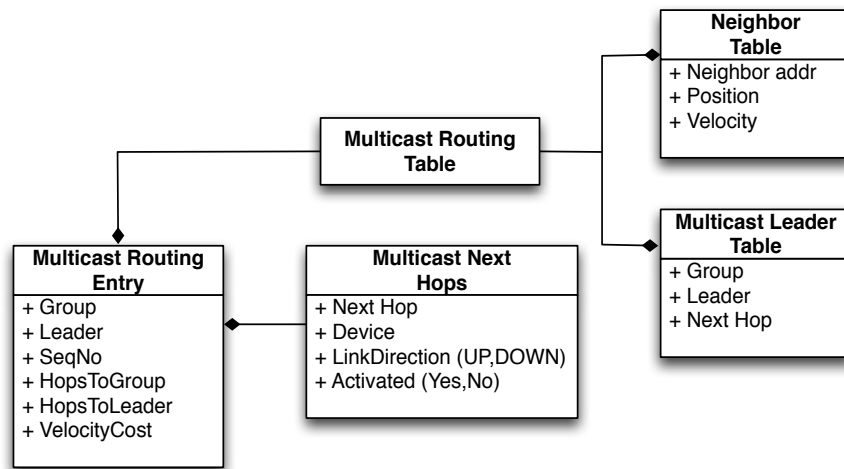 Neighbor
Table
+ Neighbor addr
+ Position
+ Velocity
Multicast Routing
Table
Multicast Leader
Table
+ Group
+ Leader
+ Next Hop
Multicast Routing
Entry
+ Group
+ Leader
+ SeqNo
+ HopsToGroup
+ HopsToLeader
+ VelocityCost
Multicast Next
Hops
+ Next Hop
+ Device
+ LinkDirection (UP,DOWN)
+ Activated (Yes,No)